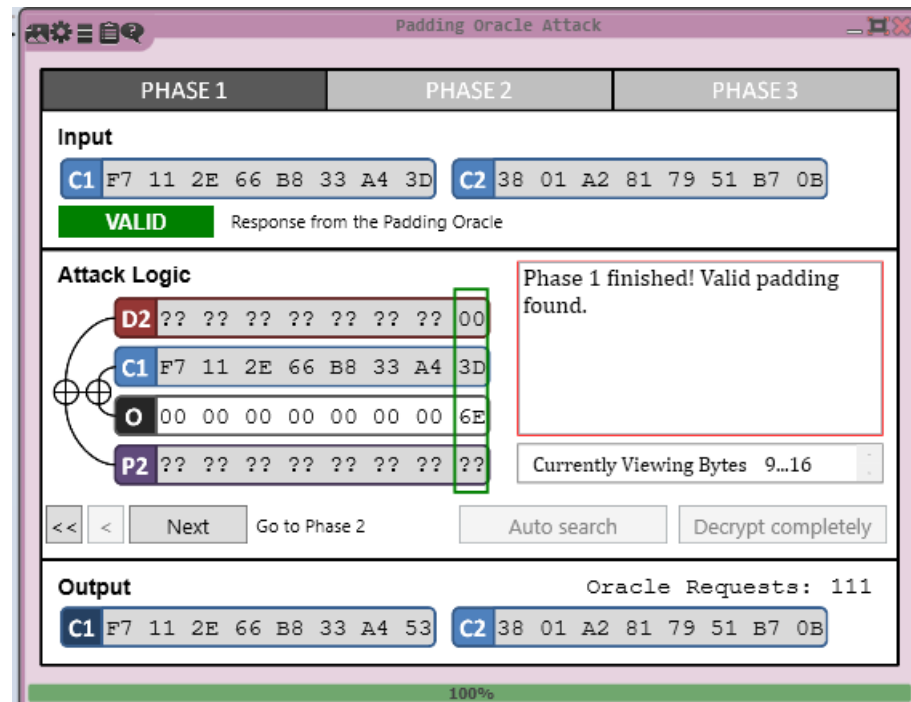 Padding Oracle Attack
PHASE 1 PHASE 2 PHASE 3
Input
C1 F7 11 2E 66 B8 33 A4 3D C2 38 01 A2 81 79 51 B7 0B
VALID Response from the Padding Oracle
Attack Logic
Phase 1 finished! Valid padding
found.
D2 ?? ?? ?? ?? ?? ?? ?? 00
C1 F7 11 2E 66 B8 33 A4 3D
O 00 00 00 00 00 00 00 6E
P2 ?? ?? ?? ?? ?? ?? ?? ??
Currently Viewing Bytes 9...16
<< < Next Go to Phase 2 Auto search Decrypt completely
Output Oracle Requests: 111
C1 F7 11 2E 66 B8 33 A4 53 C2 38 01 A2 81 79 51 B7 0B
100%